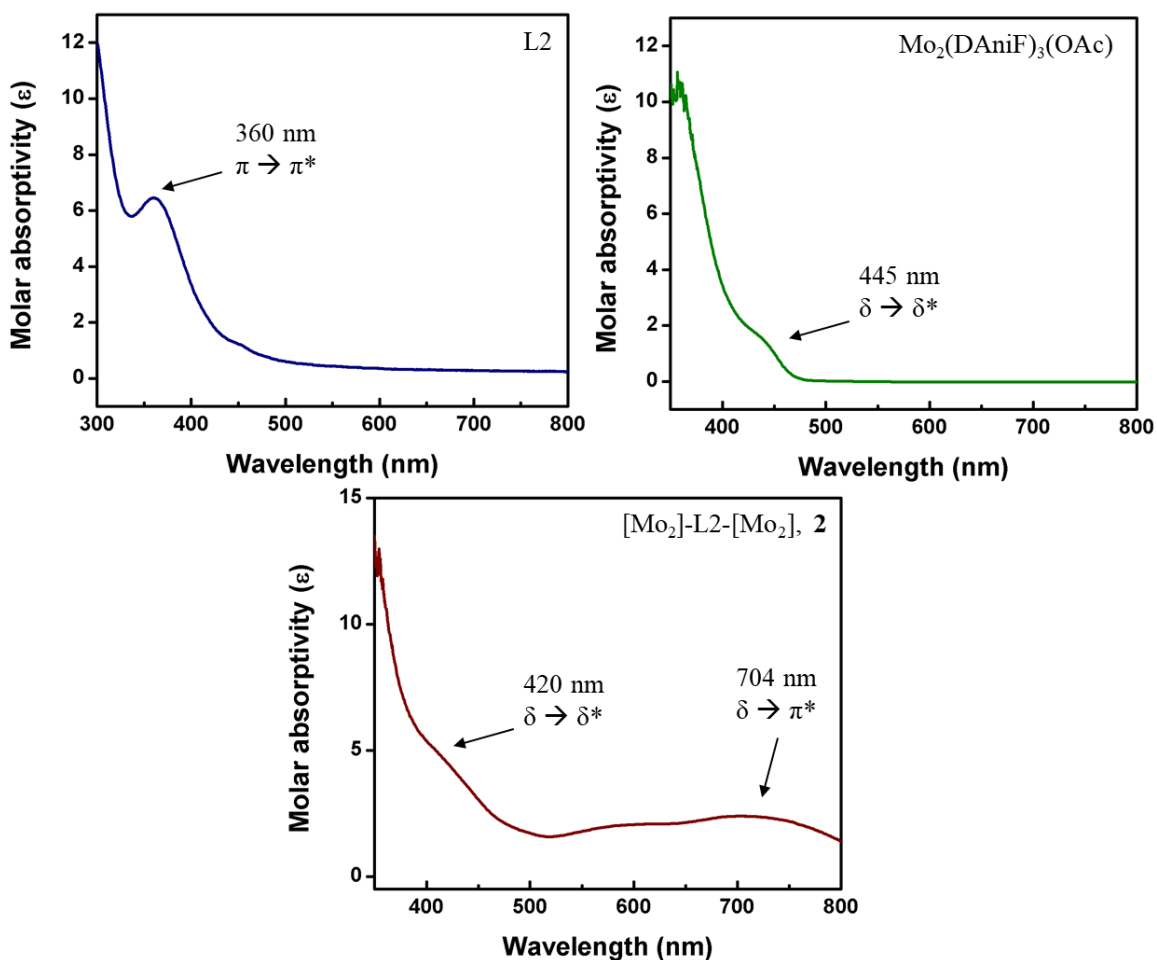 L2
Molar absorptivity (ε)
12
10
8
6
4
2
0
360 nm
π → π*
300
400
500
600
700
800
Wavelength (nm)
Mo₂(DAniF)₃(OAc)
Molar absorptivity (ε)
12
10
8
6
4
2
0
445 nm
δ → δ*
400
500
600
700
800
Wavelength (nm)
[Mo₂]-L2-[Mo₂], 2
Molar absorptivity (ε)
15
10
5
0
420 nm
δ → δ*
704 nm
δ → π*
400
500
600
700
800
Wavelength (nm)